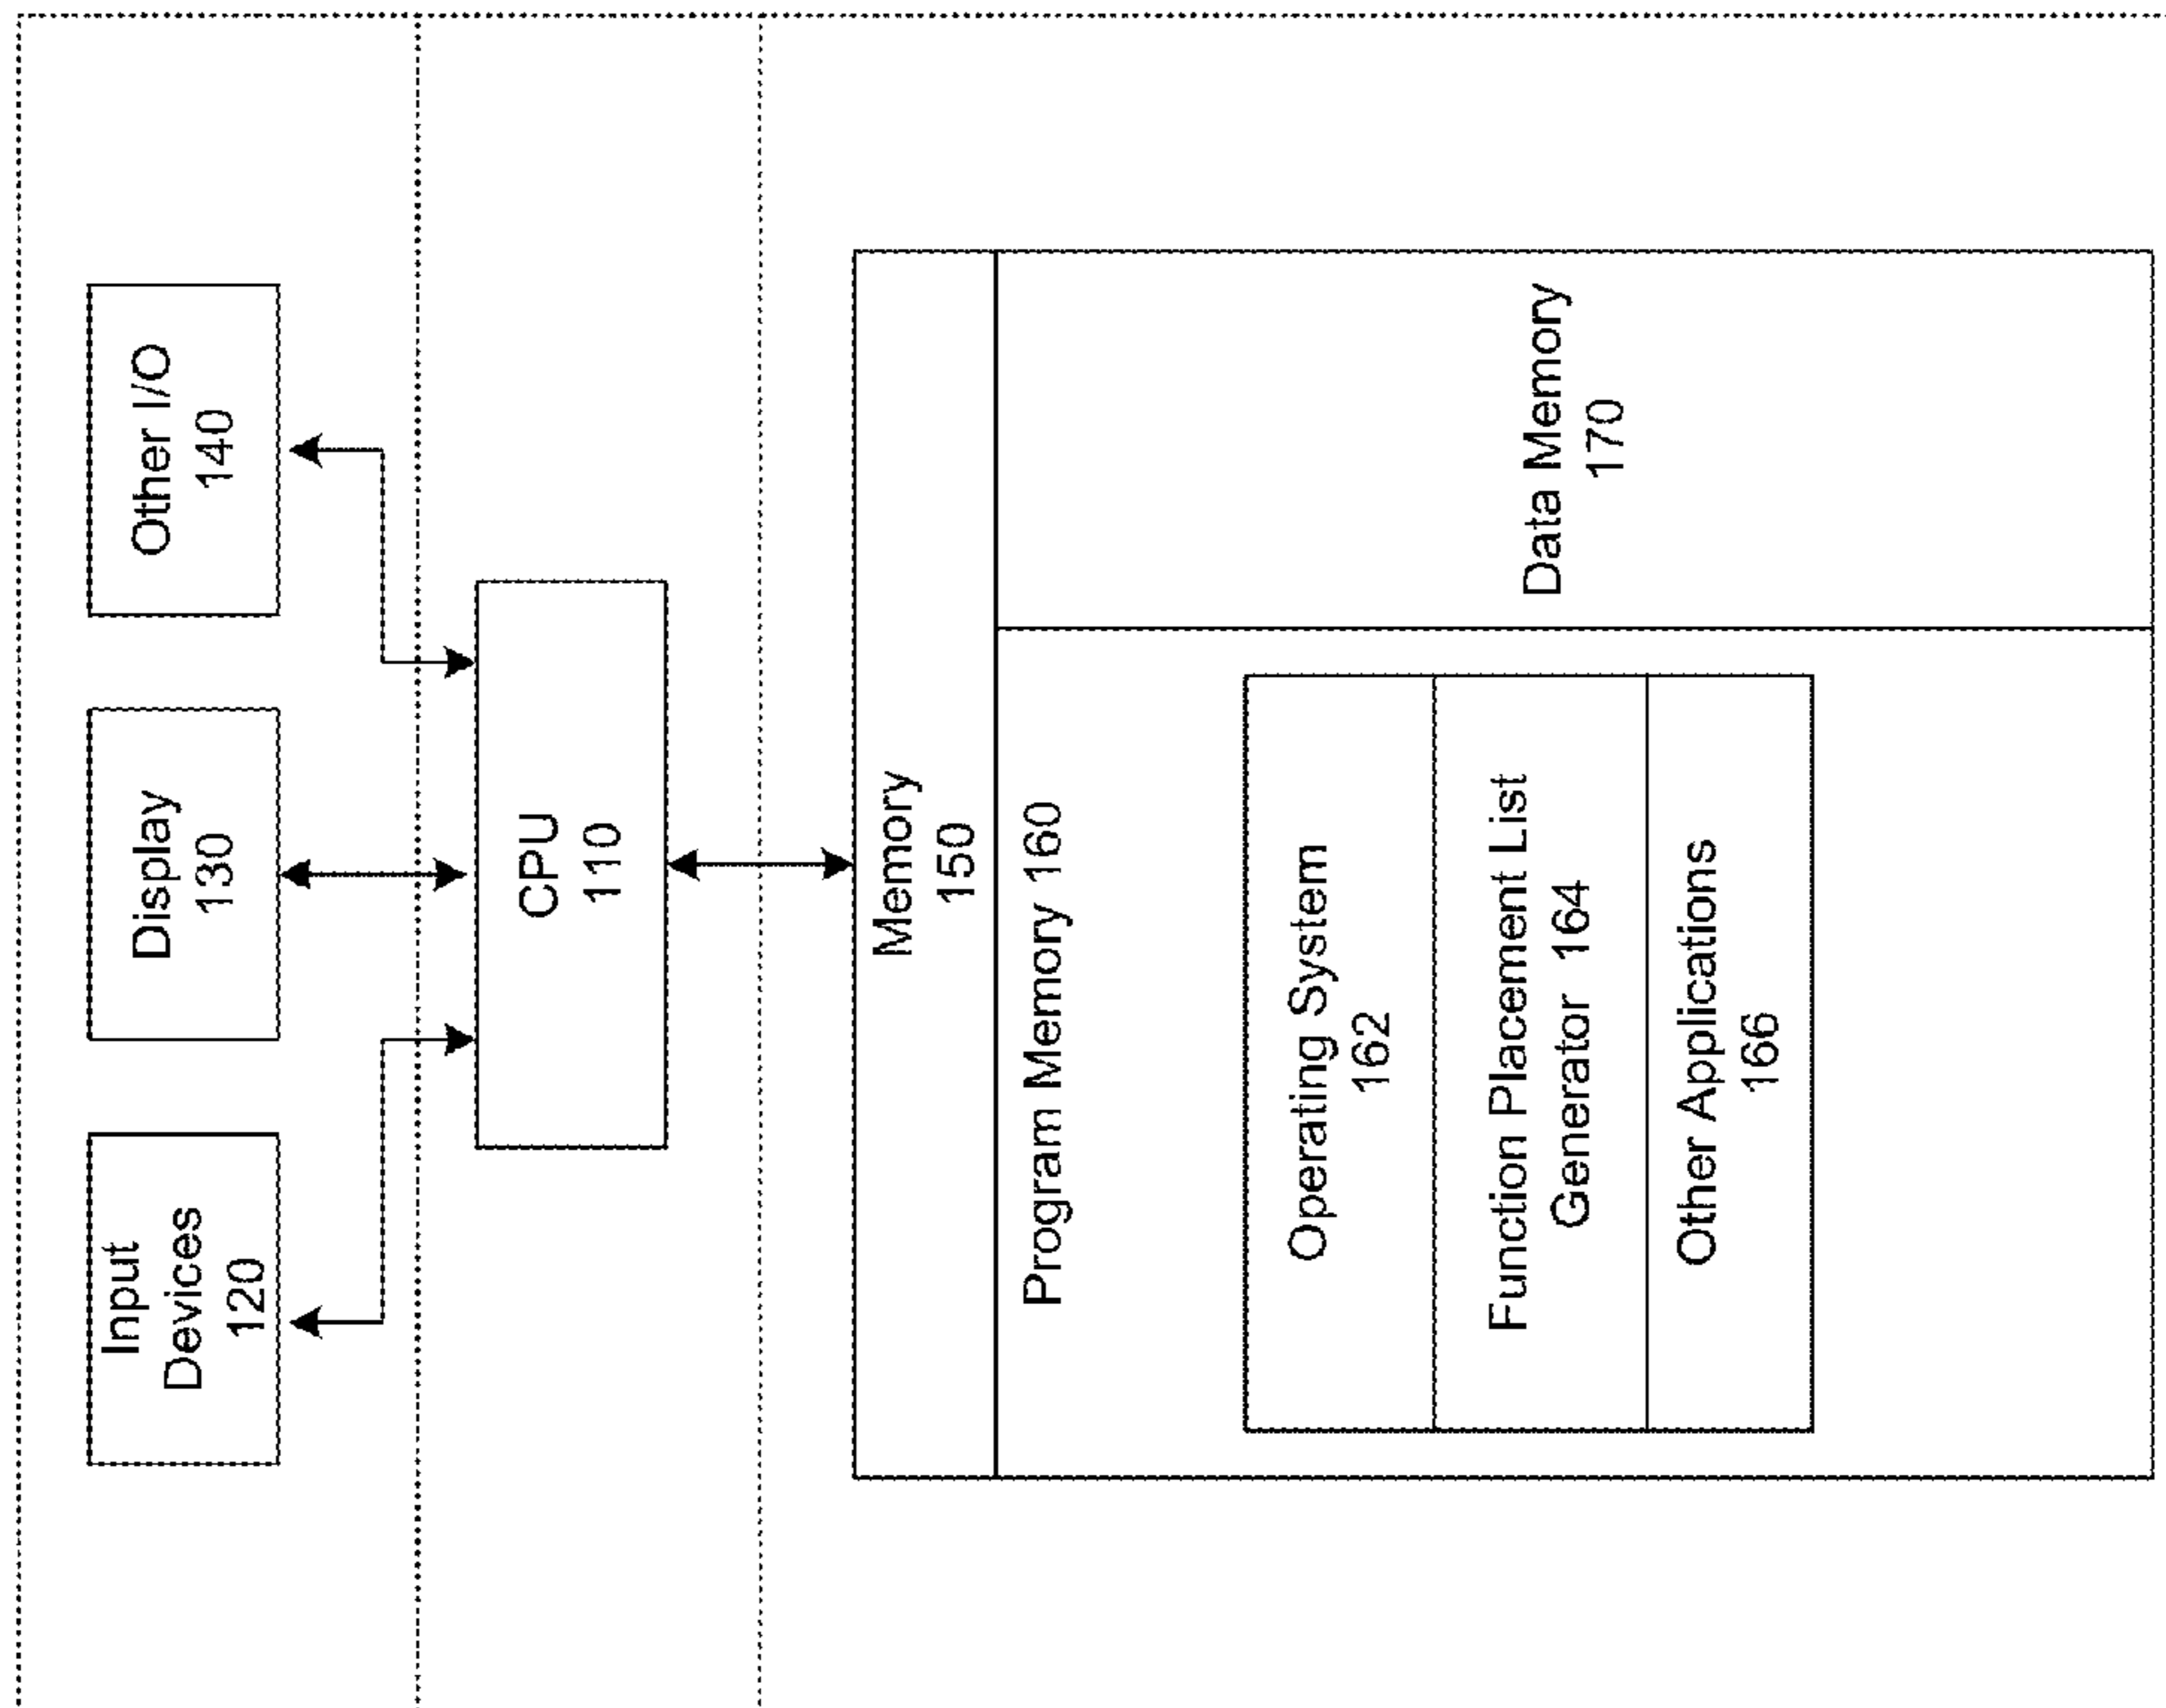 Input
Devices
120
Display
130
Other I/O
140
CPU
110
Memory
150
Program Memory 160
Operating System
162
Function Placement List
Generator 164
Other Applications
166
Data Memory
170